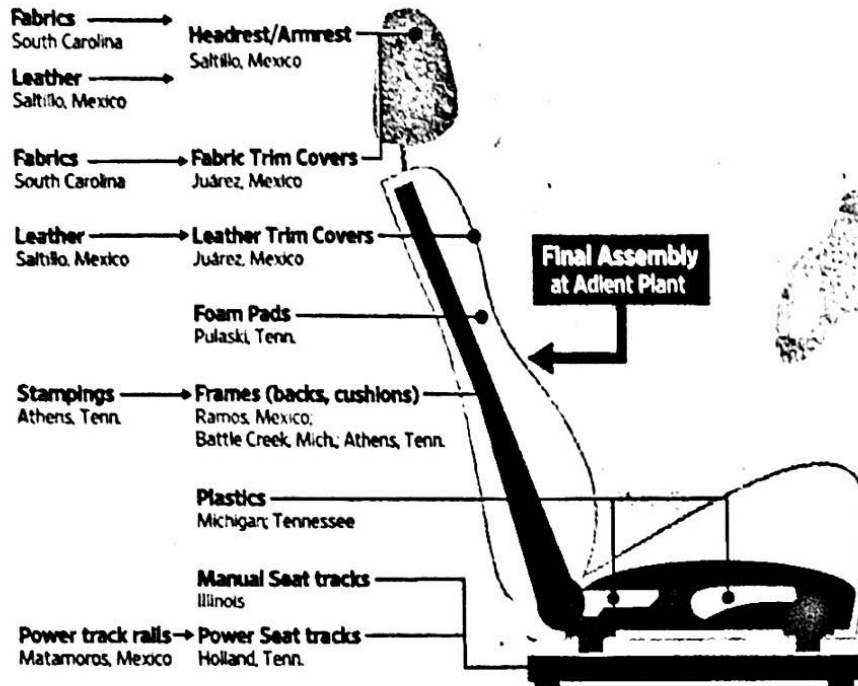 Fabrics
South Carolina
Headrest/Armrest
Saltillo, Mexico
Leather
Saltillo, Mexico
Fabrics
South Carolina
Fabric Trim Covers
Juárez, Mexico
Leather
Saltillo, Mexico
Leather Trim Covers
Juárez, Mexico
Final Assembly
at Adient Plant
Foam Pads
Pulaski, Tenn.
Stampings
Athens, Tenn.
Frames (backs, cushions)
Ramos, Mexico;
Battle Creek, Mich.; Athens, Tenn.
Plastics
Michigan; Tennessee
Manual Seat tracks
Illinois
Power track rails
Matamoros, Mexico
Power Seat tracks
Holland, Tenn.